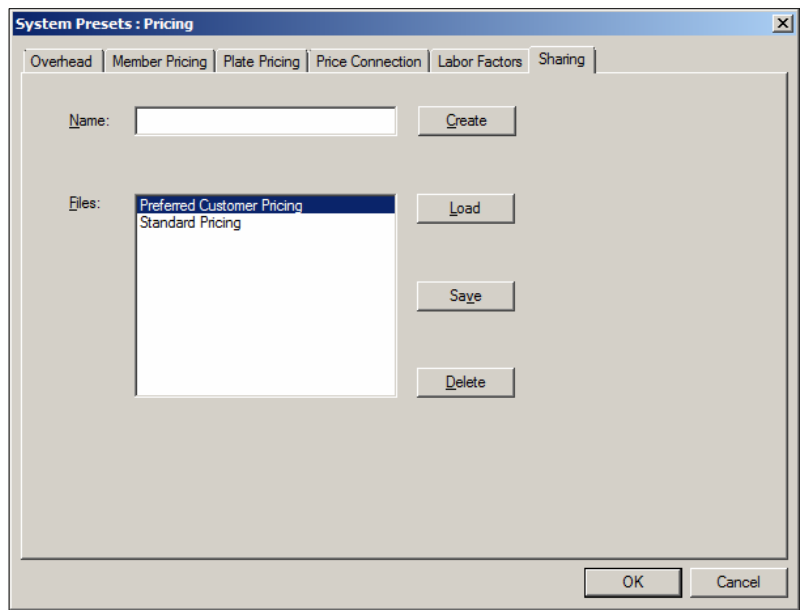 System Presets : Pricing
Overhead Member Pricing Plate Pricing Price Connection Labor Factors Sharing
Name: Create
Files: Preferred Customer Pricing Load
Standard Pricing
Save
Delete
OK Cancel